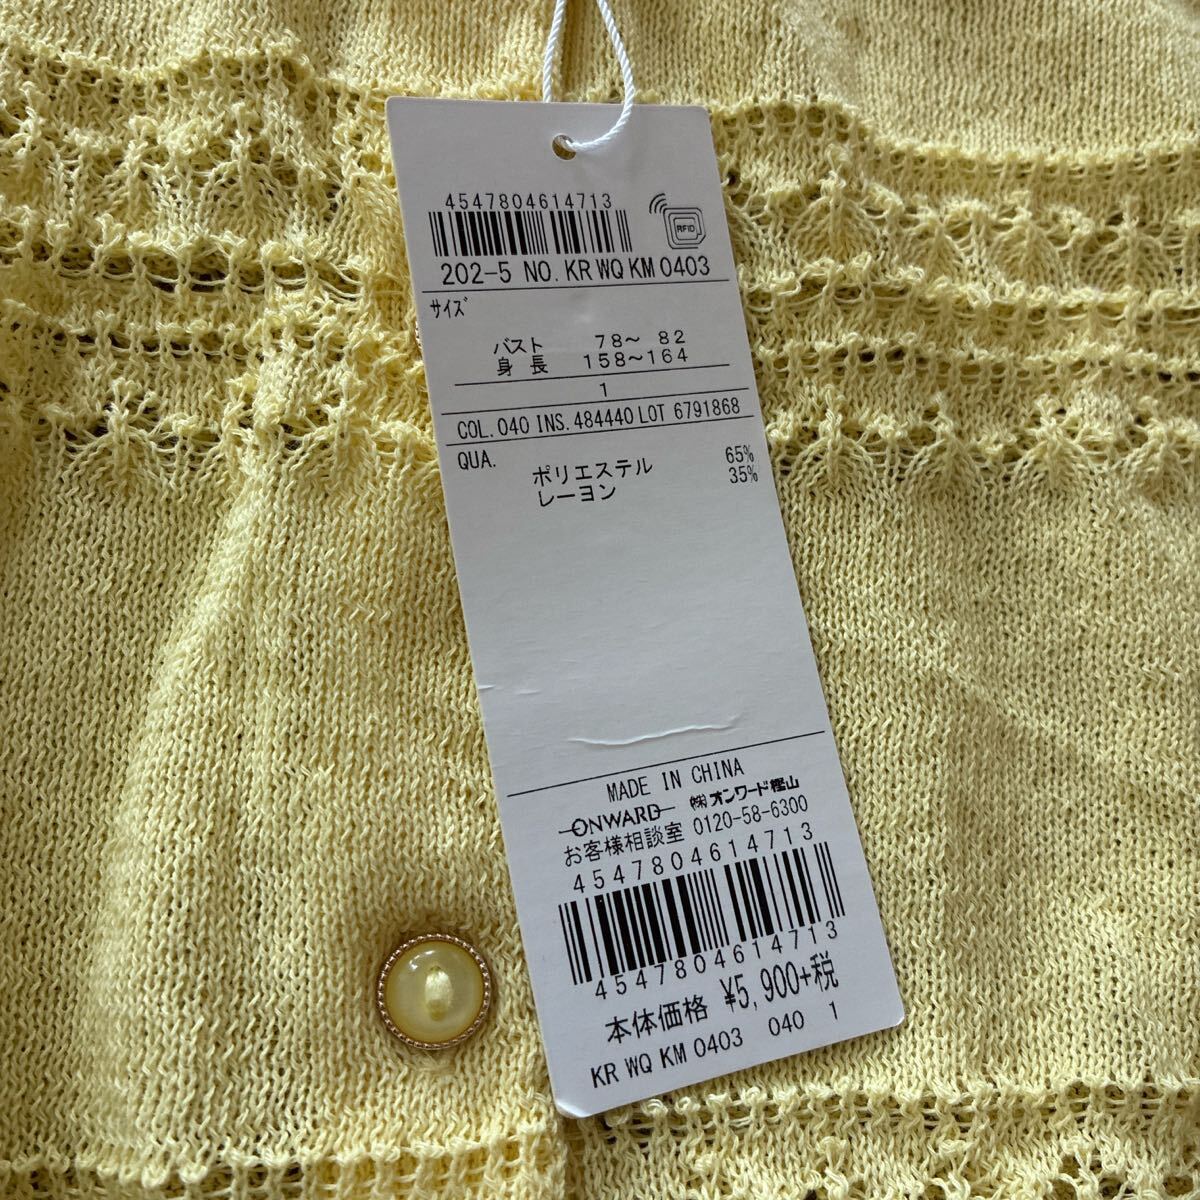 4547804614713
RFID
202-5 NO. KR WQ KM 0403
サイズ
バスト 78～ 82
身長 158～164
1
COL. 040 INS. 484440 LOT 6791868
QUA.
ポリエステル 65%
レーヨン 35%
MADE IN CHINA
ONWARD ㈱オンワード樫山
お客様相談室 0120-58-6300
4547804614713
4547804614713
本体価格 ¥5,900+税
KR WQ KM 0403 040 1